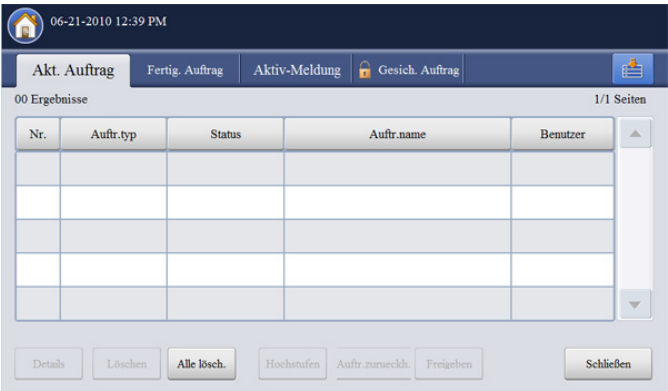 06-21-2010 12:39 PM
Akt. Auftrag Fertig. Auftrag Aktiv-Meldung Gesich. Auftrag
00 Ergebnisse 1/1 Seiten
Nr. Auftr.typ Status Auftr.name Benutzer
Details Löschen Alle lösch. Hochstufen Auftr.zurueckh. Freigeben Schließen